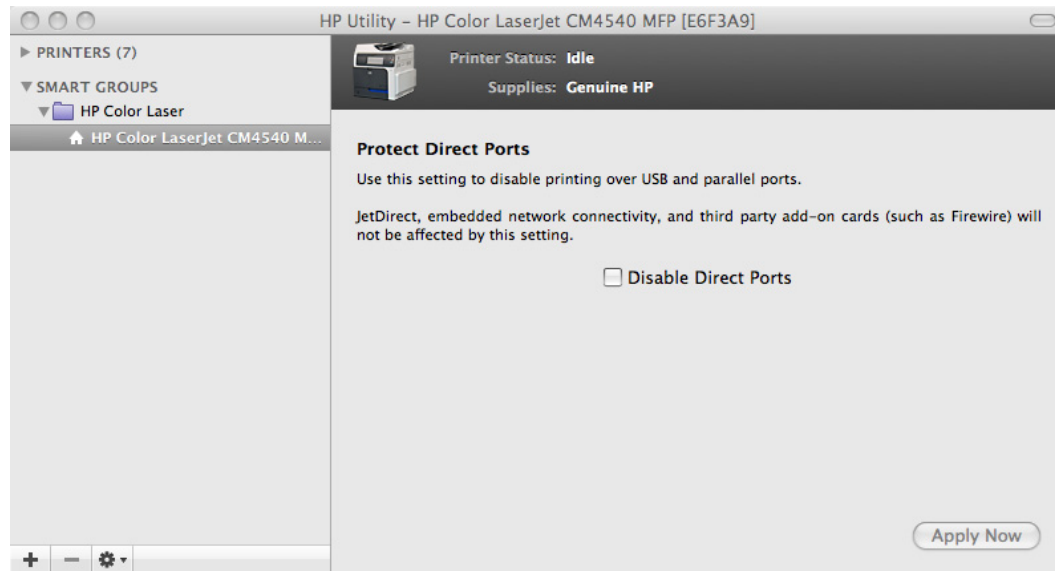 HP Utility – HP Color LaserJet CM4540 MFP [E6F3A9]
PRINTERS (7)
SMART GROUPS
HP Color Laser
HP Color LaserJet CM4540 M...
Printer Status: Idle
Supplies: Genuine HP
Protect Direct Ports
Use this setting to disable printing over USB and parallel ports.
JetDirect, embedded network connectivity, and third party add-on cards (such as Firewire) will
not be affected by this setting.
Disable Direct Ports
Apply Now